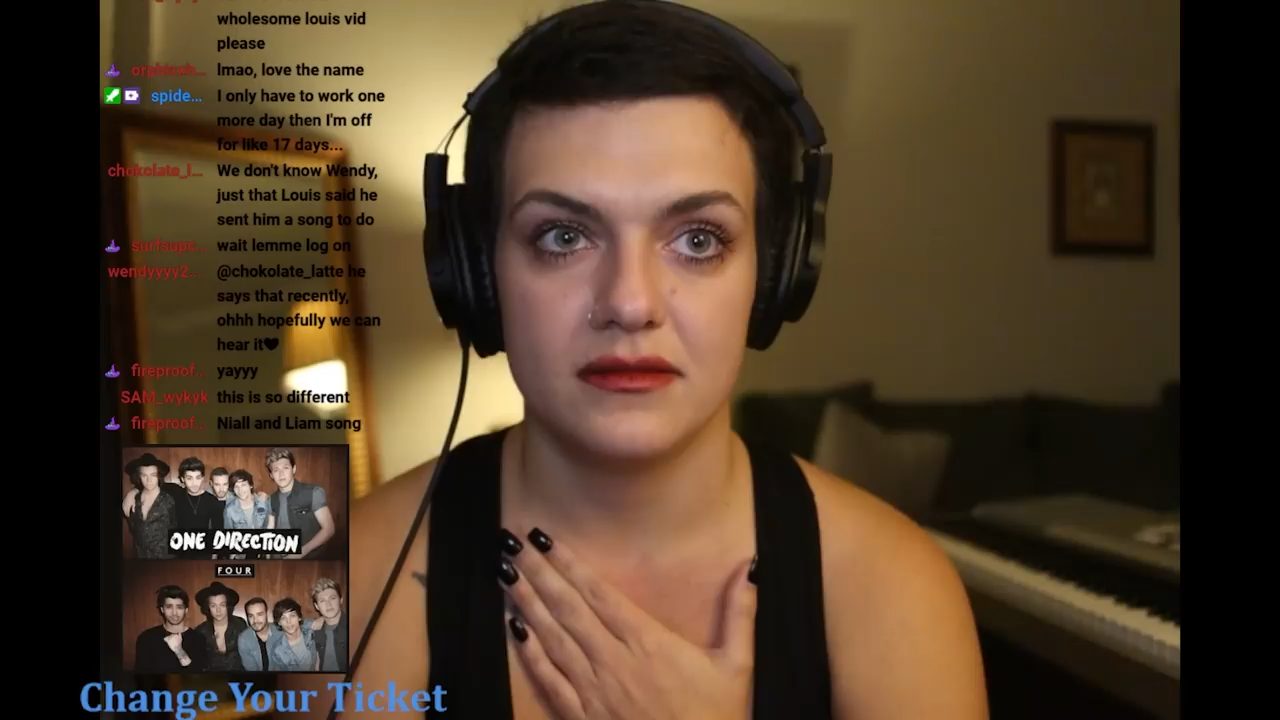 wholesome louis vid
please
lmao, love the name
spide... I only have to work one
more day then I'm off
for like 17 days...
chokolate_l... We don't know Wendy,
just that Louis said he
sent him a song to do
surfsups... wait lemme log on
wendyyyy2... @chokolate_latte he
says that recently,
ohhh hopefully we can
hear it🖤
fireproof... yayyy
SAM_wykyk this is so different
fireproof... Niall and Liam song
ONE DIRECTION
FOUR
Change Your Ticket